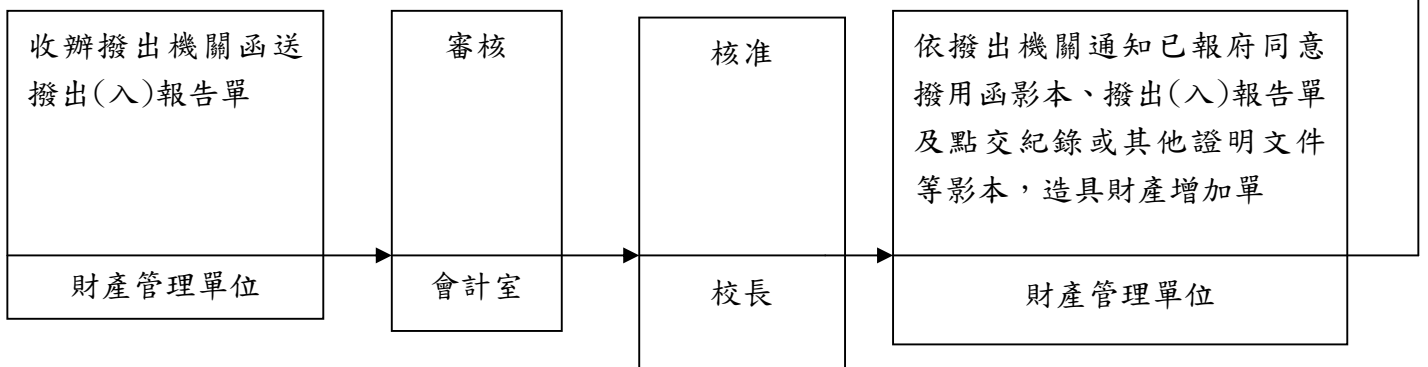 收辦撥出機關函送
撥出(入)報告單
財產管理單位
審核
會計室
核准
校長
依撥出機關通知已報府同意
撥用函影本、撥出(入)報告單
及點交紀錄或其他證明文件
等影本，造具財產增加單
財產管理單位